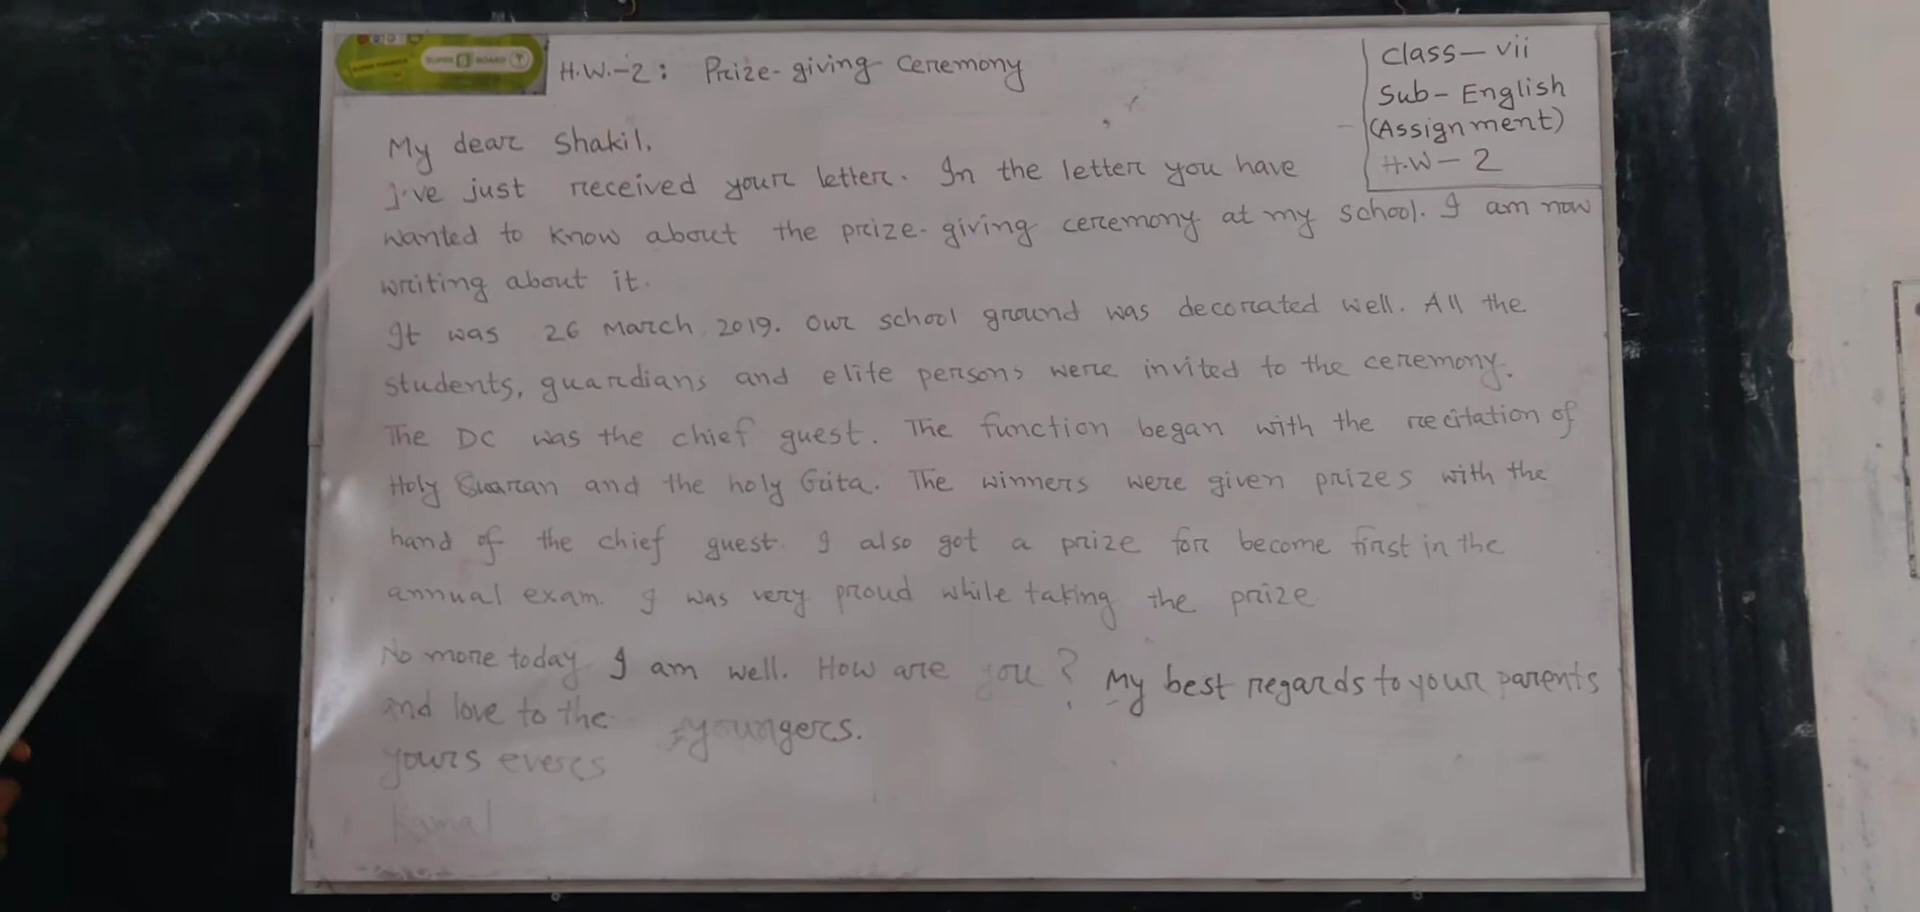 SUPER BOARD T
H.W.-2: Prize-giving ceremony
class- vii
Sub- English
(Assignment)
H.W- 2
My dear Shakil,
I've just received your letter. In the letter you have
wanted to know about the prize-giving ceremony at my school. I am now
writing about it.
It was 26 March 2019. Our school ground was decorated well. All the
students, guardians and elite persons were invited to the ceremony.
The DC was the chief guest. The function began with the recitation of
Holy Quaran and the holy Gita. The winners were given prizes with the
hand of the chief guest. I also got a prize for become first in the
annual exam. I was very proud while taking the prize
No more today I am well. How are you? My best regards to your parents
and love to the youngers.
yours evers
Kamal